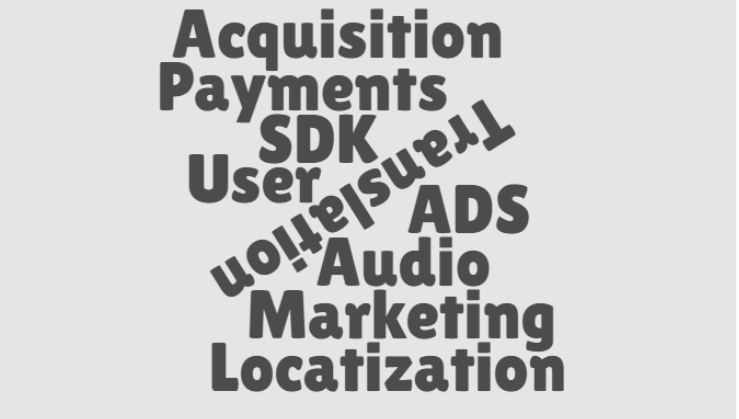 Acquisition
Payments
SDK
Translation
User
ADS
Audio
Marketing
Locatization